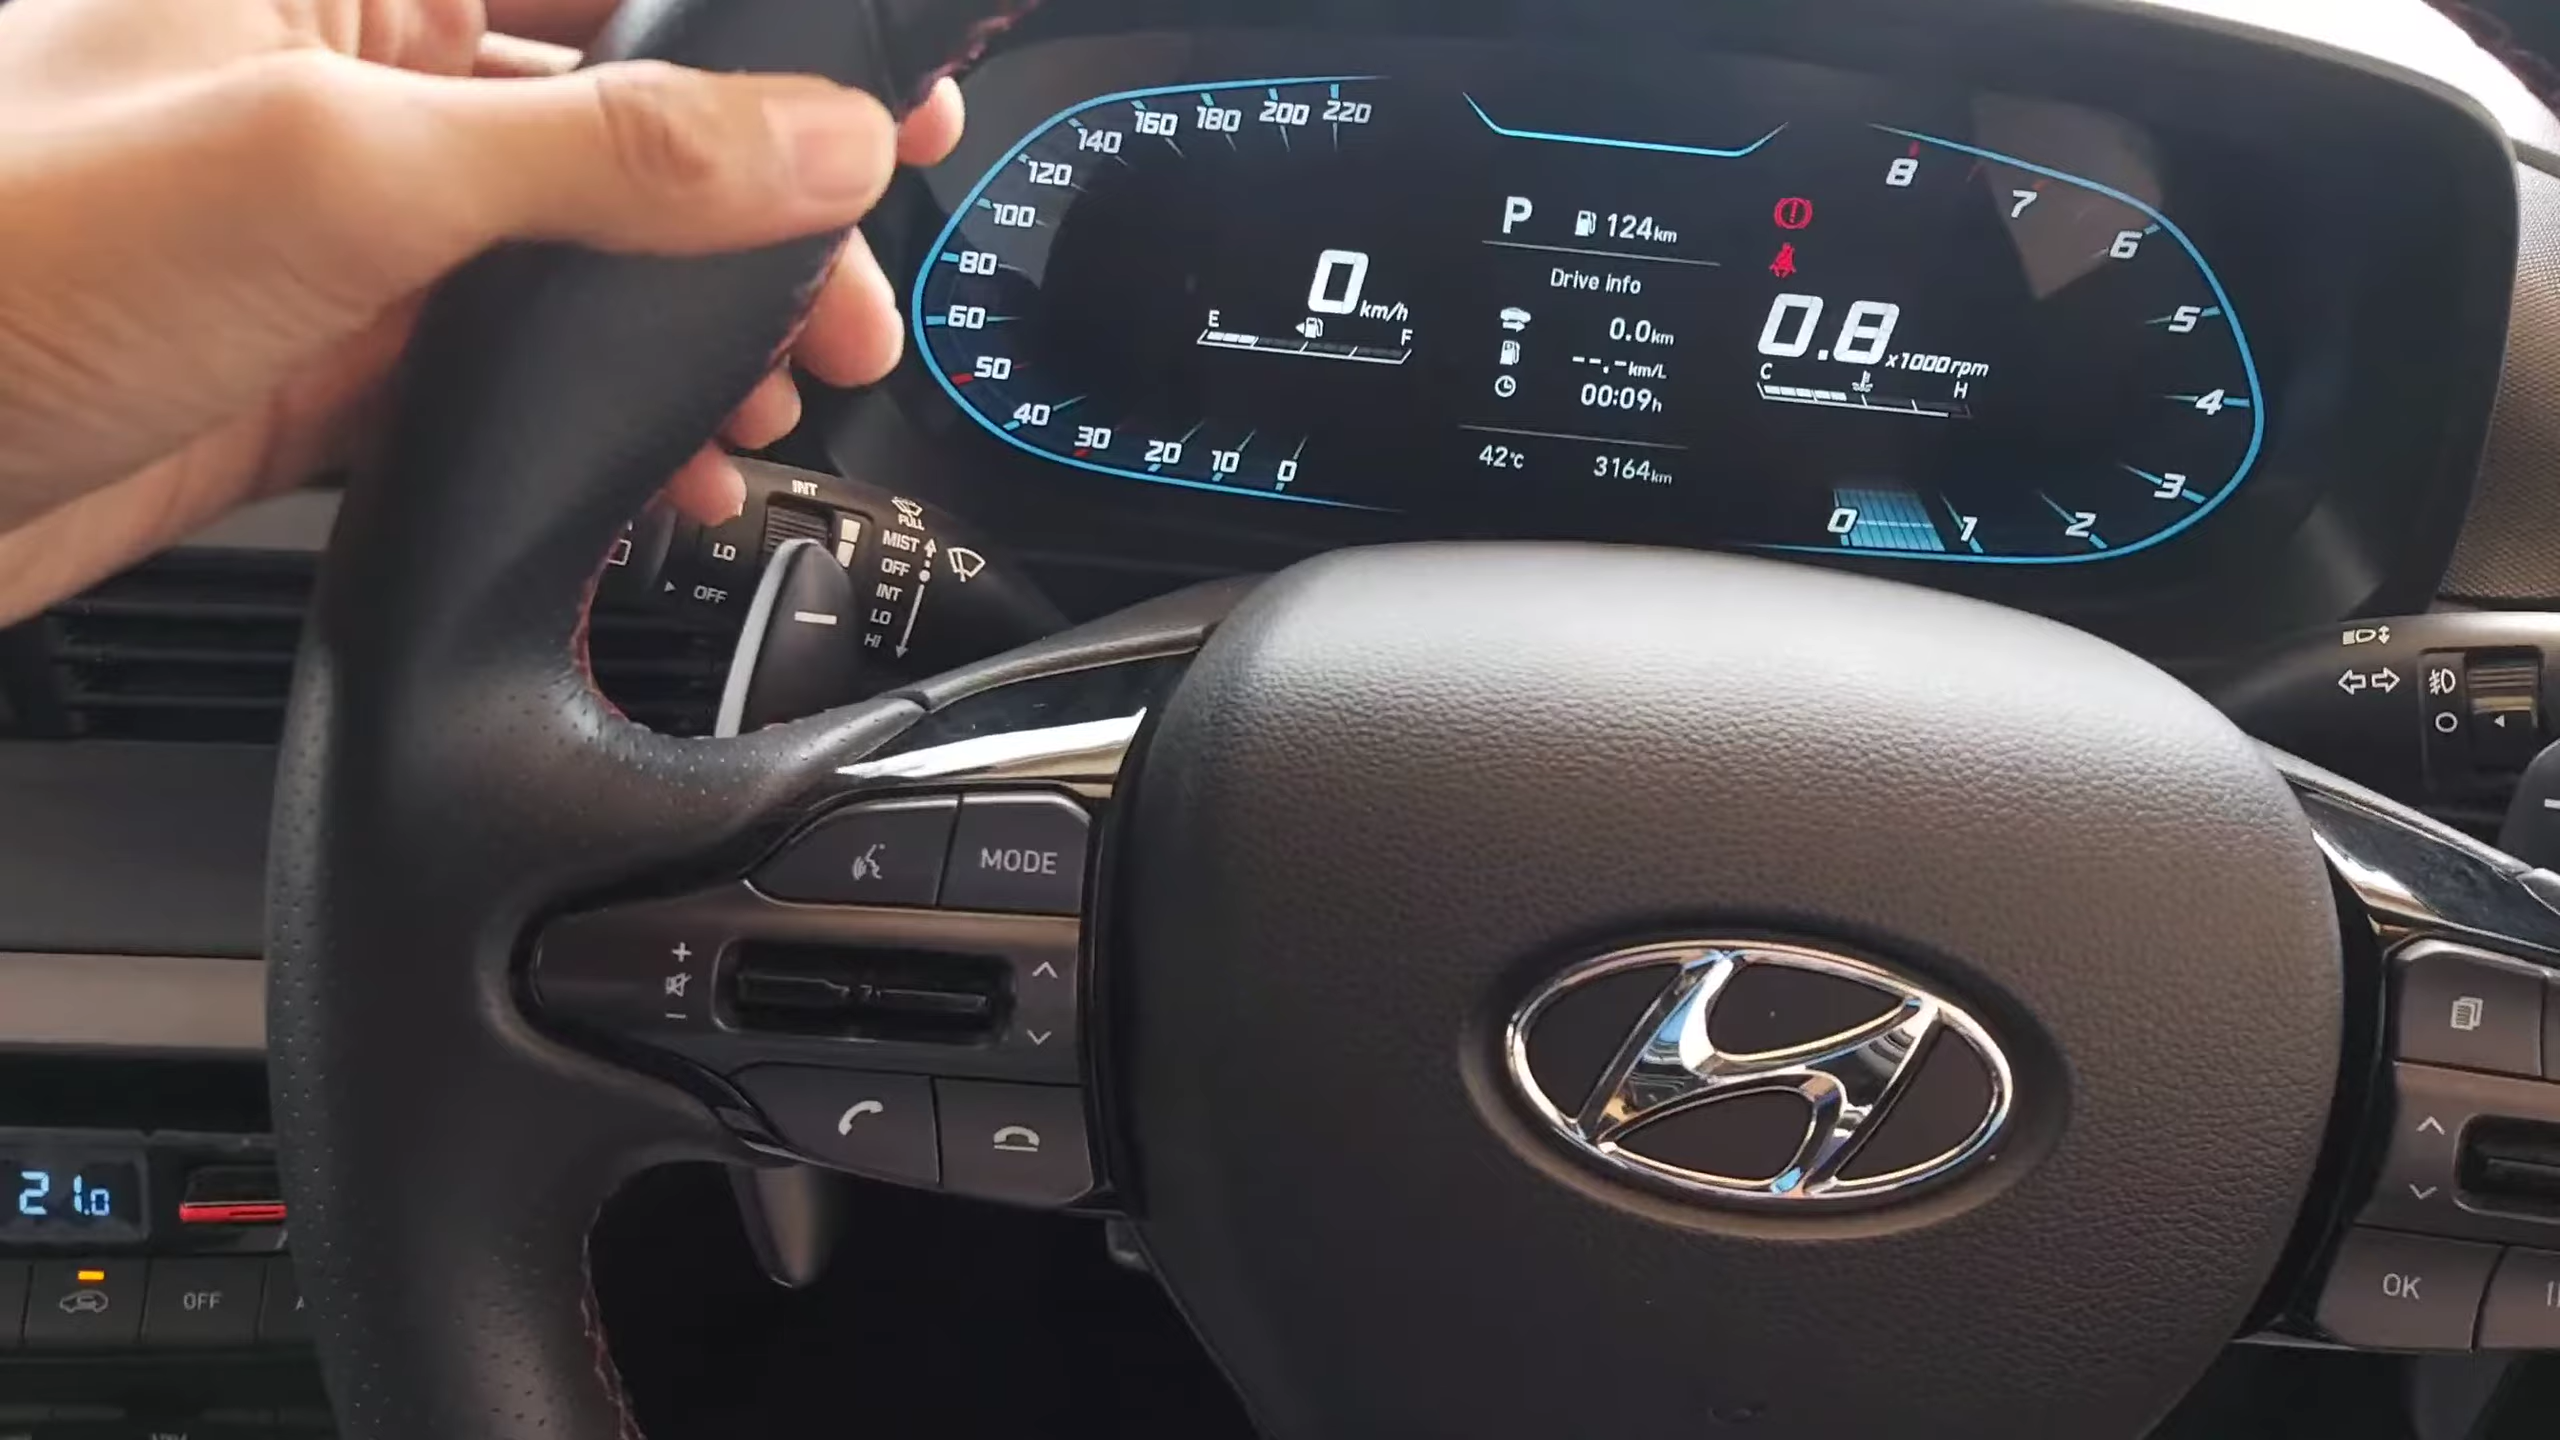 220
200
180
160
140
120
100
80
60
50
40
30
20
10
0
0 km/h
E F
P 124km
Drive info
0.0km
--.-km/L
00:09h
42°C 3164km
8
7
6
5
4
3
2
1
0
0.8 x1000rpm
C H
INT
LO
OFF
FULL
MIST
OFF
INT
LO
HI
MODE
+
−
21.0
OFF
OK